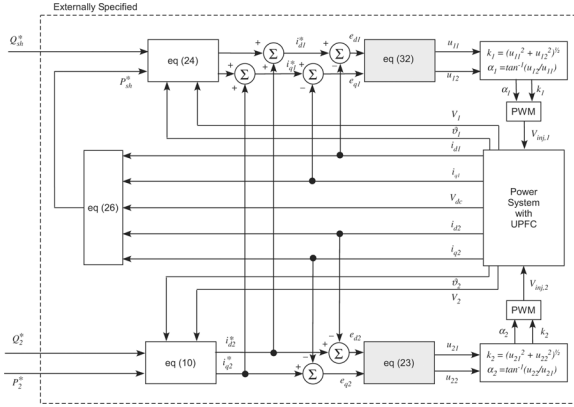 Externally Specified
Q*sh
P*sh
eq (24)
+
+
Σ
i*d1
+
Σ
ed1
−
+
+
Σ
i*q1
+
Σ
eq1
−
eq (32)
u11
u12
k1 = (u11² + u12²)½
α1=tan-1(u12/u11)
α1
k1
PWM
Vinj,1
V1
ϑ1
id1
iqi
Vdc
id2
iq2
eq (26)
Power
System
with
UPFC
ϑ2
V2
Vinj,2
PWM
α2
k2
Q*2
P*2
eq (10)
i*d2
i*q2
−
+
Σ
ed2
−
+
Σ
eq2
eq (23)
u21
u22
k2 = (u21² + u22²)½
α2=tan-1(u22/u21)